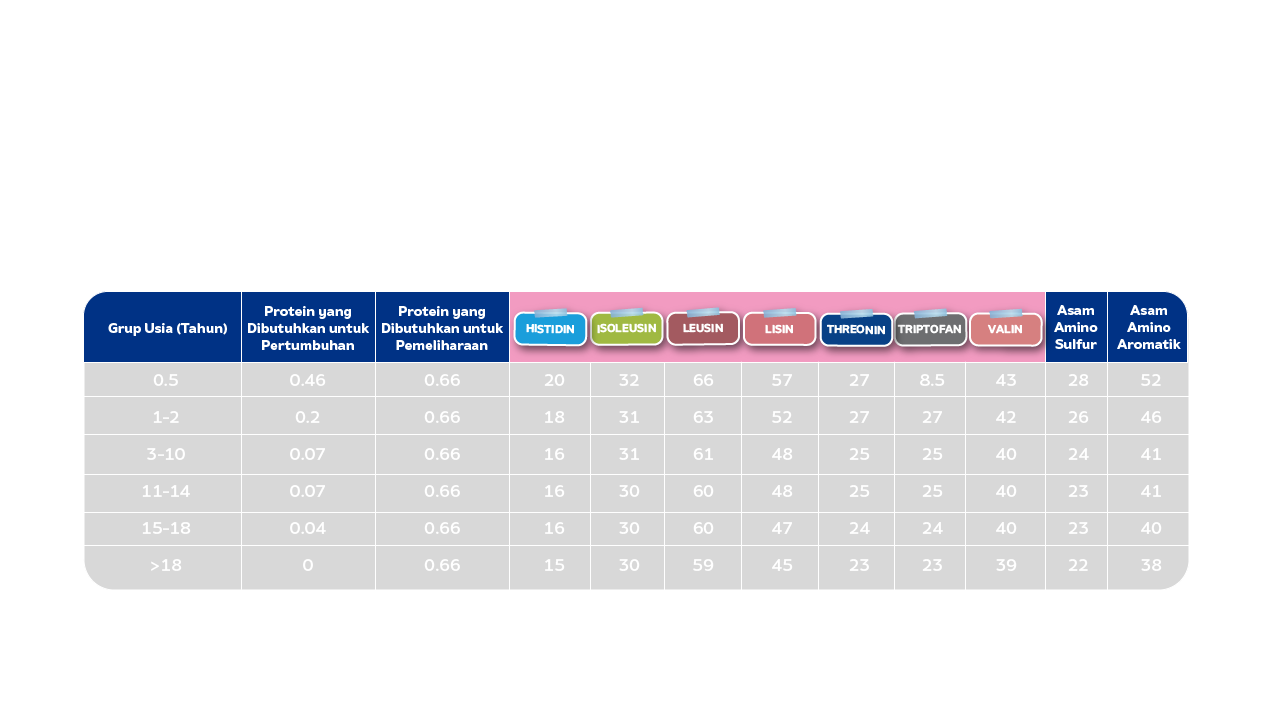 Grup Usia (Tahun)
Protein yang
Dibutuhkan untuk
Pertumbuhan
Protein yang
Dibutuhkan untuk
Pemeliharaan
HISTIDIN
ISOLEUSIN
LEUSIN
LISIN
THREONIN
TRIPTOFAN
VALIN
Asam
Amino
Sulfur
Asam
Amino
Aromatik
0.5 0.46 0.66 20 32 66 57 27 8.5 43 28 52
1-2 0.2 0.66 18 31 63 52 27 27 42 26 46
3-10 0.07 0.66 16 31 61 48 25 25 40 24 41
11-14 0.07 0.66 16 30 60 48 25 25 40 23 41
15-18 0.04 0.66 16 30 60 47 24 24 40 23 40
>18 0 0.66 15 30 59 45 23 23 39 22 38